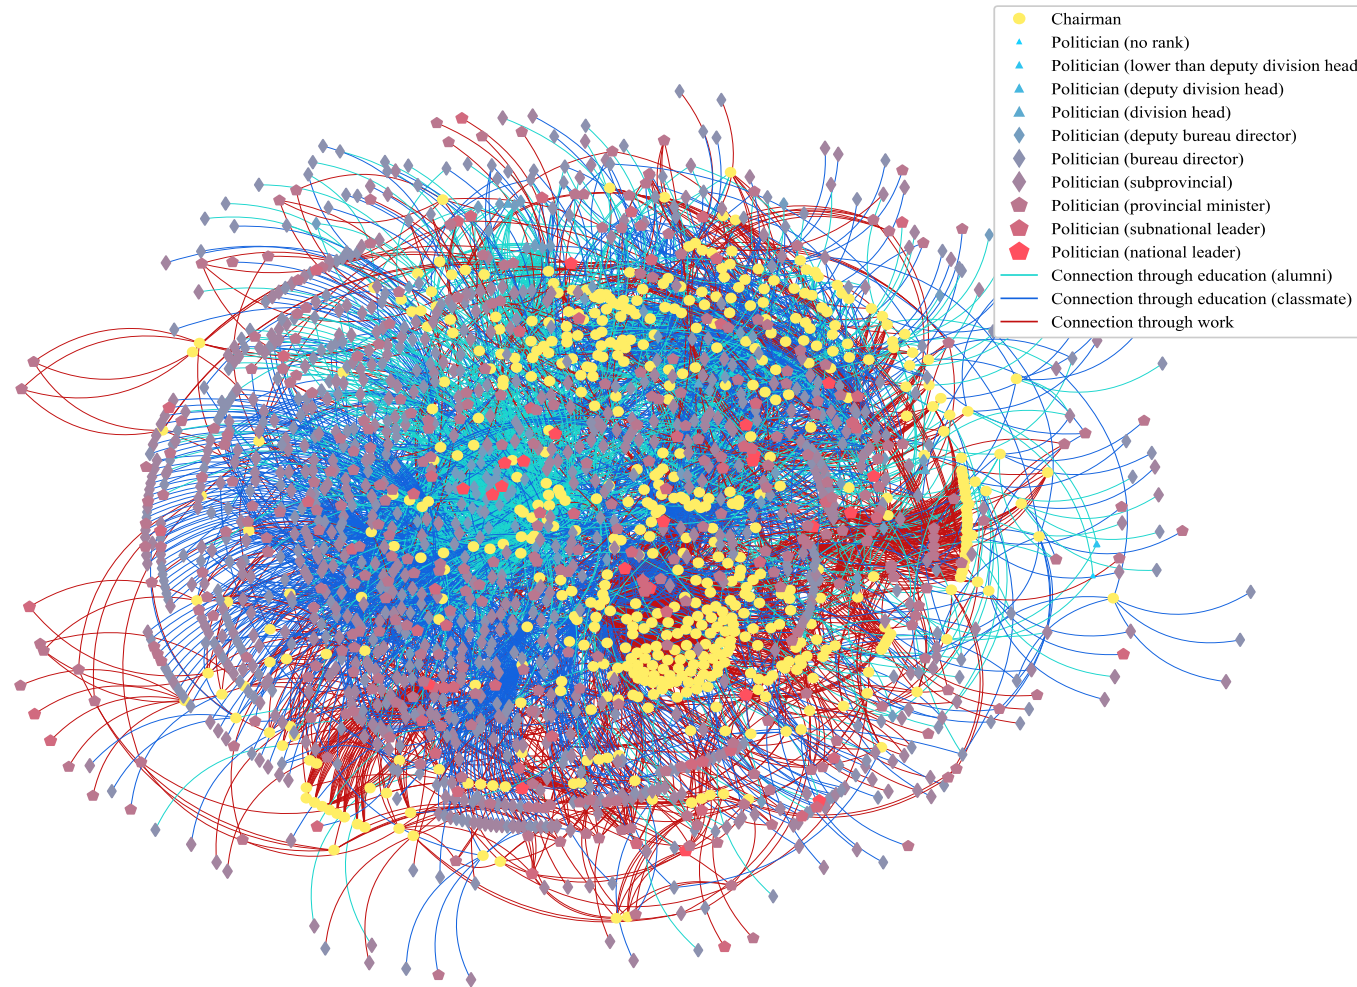 Chairman
Politician (no rank)
Politician (lower than deputy division head
Politician (deputy division head)
Politician (division head)
Politician (deputy bureau director)
Politician (bureau director)
Politician (subprovincial)
Politician (provincial minister)
Politician (subnational leader)
Politician (national leader)
Connection through education (alumni)
Connection through education (classmate)
Connection through work